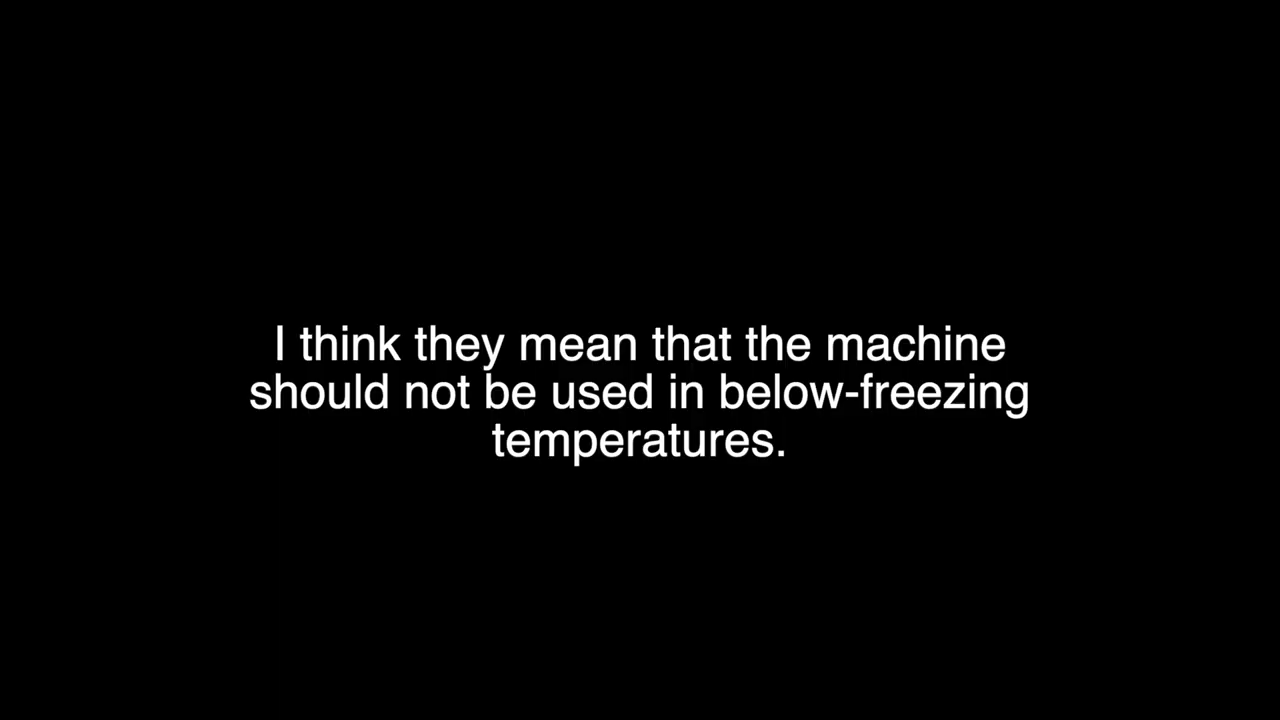 I think they mean that the machine
should not be used in below-freezing
temperatures.